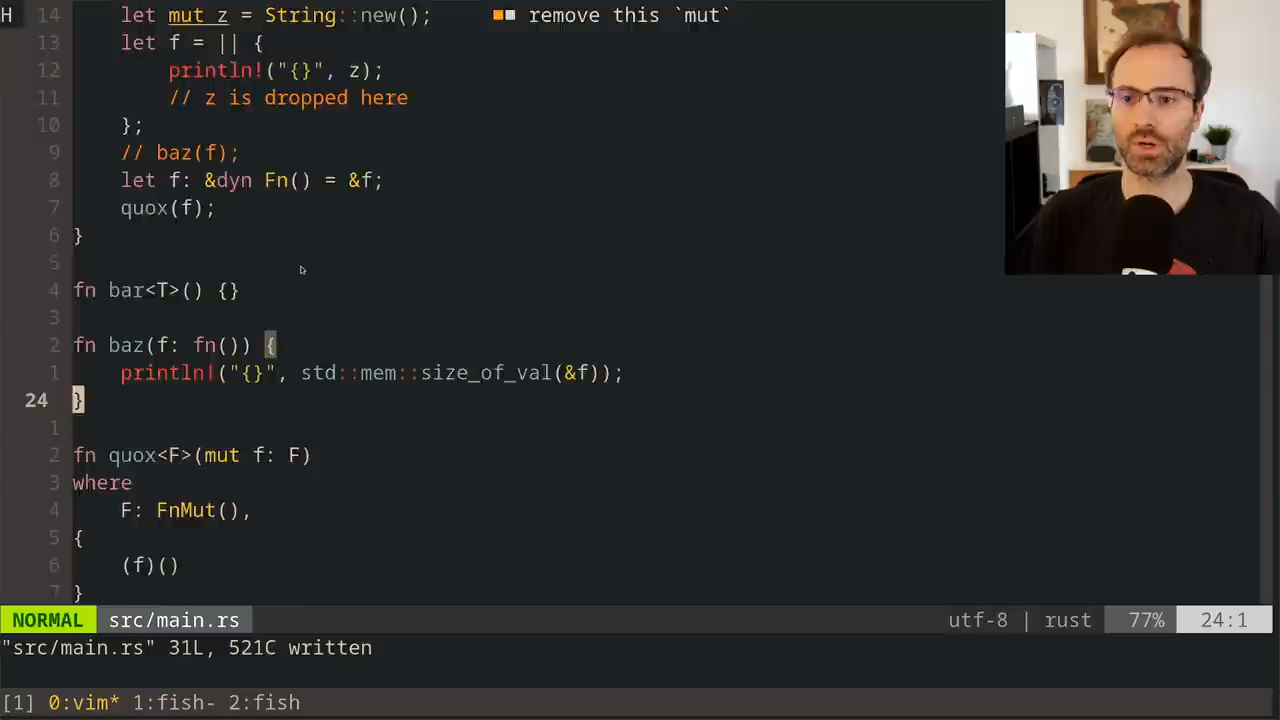 H 14 let mut z = String::new(); remove this `mut`
13 let f = || {
12 println!("{}", z);
11 // z is dropped here
10 };
9 // baz(f);
8 let f: &dyn Fn() = &f;
7 quox(f);
6 }
5
4 fn bar<T>() {}
3
2 fn baz(f: fn()) {
1 println!("{}", std::mem::size_of_val(&f));
24 }
1
2 fn quox<F>(mut f: F)
3 where
4 F: FnMut(),
5 {
6 (f)()
7 }
NORMAL src/main.rs utf-8 | rust 77% 24:1
"src/main.rs" 31L, 521C written
[1] 0:vim* 1:fish- 2:fish